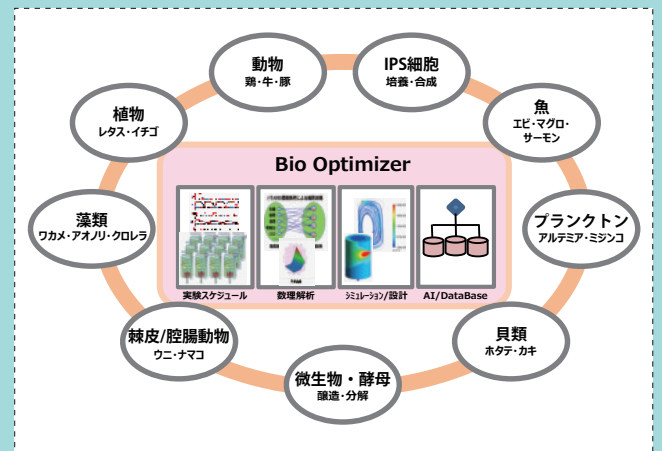 動物
鶏・牛・豚
IPS細胞
培養・合成
植物
レタス・イチゴ
魚
エビ・マグロ・
サーモン
Bio Optimizer
藻類
ワカメ・アオノリ・クロレラ
プランクトン
アルテミア・ミジンコ
実験スケジュール
数理解析
シミュレーション/設計
AI/DataBase
棘皮/腔腸動物
ウニ・ナマコ
貝類
ホタテ・カキ
微生物・酵母
醸造・分解